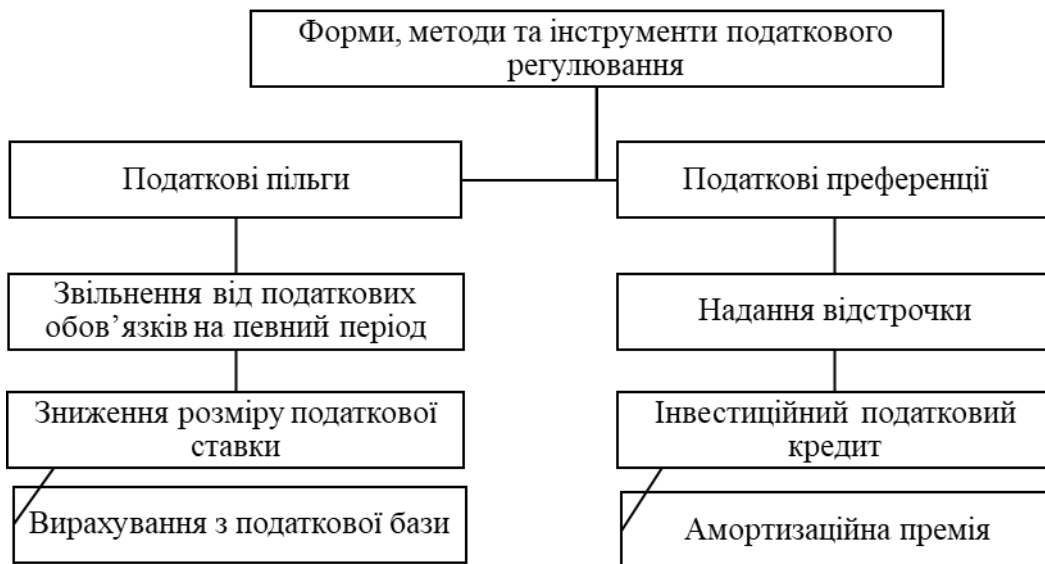 Форми, методи та інструменти податкового
регулювання
Податкові пільги
Податкові преференції
Звільнення від податкових
обов’язків на певний період
Надання відстрочки
Зниження розміру податкової
ставки
Інвестиційний податковий
кредит
Вирахування з податкової бази
Амортизаційна премія